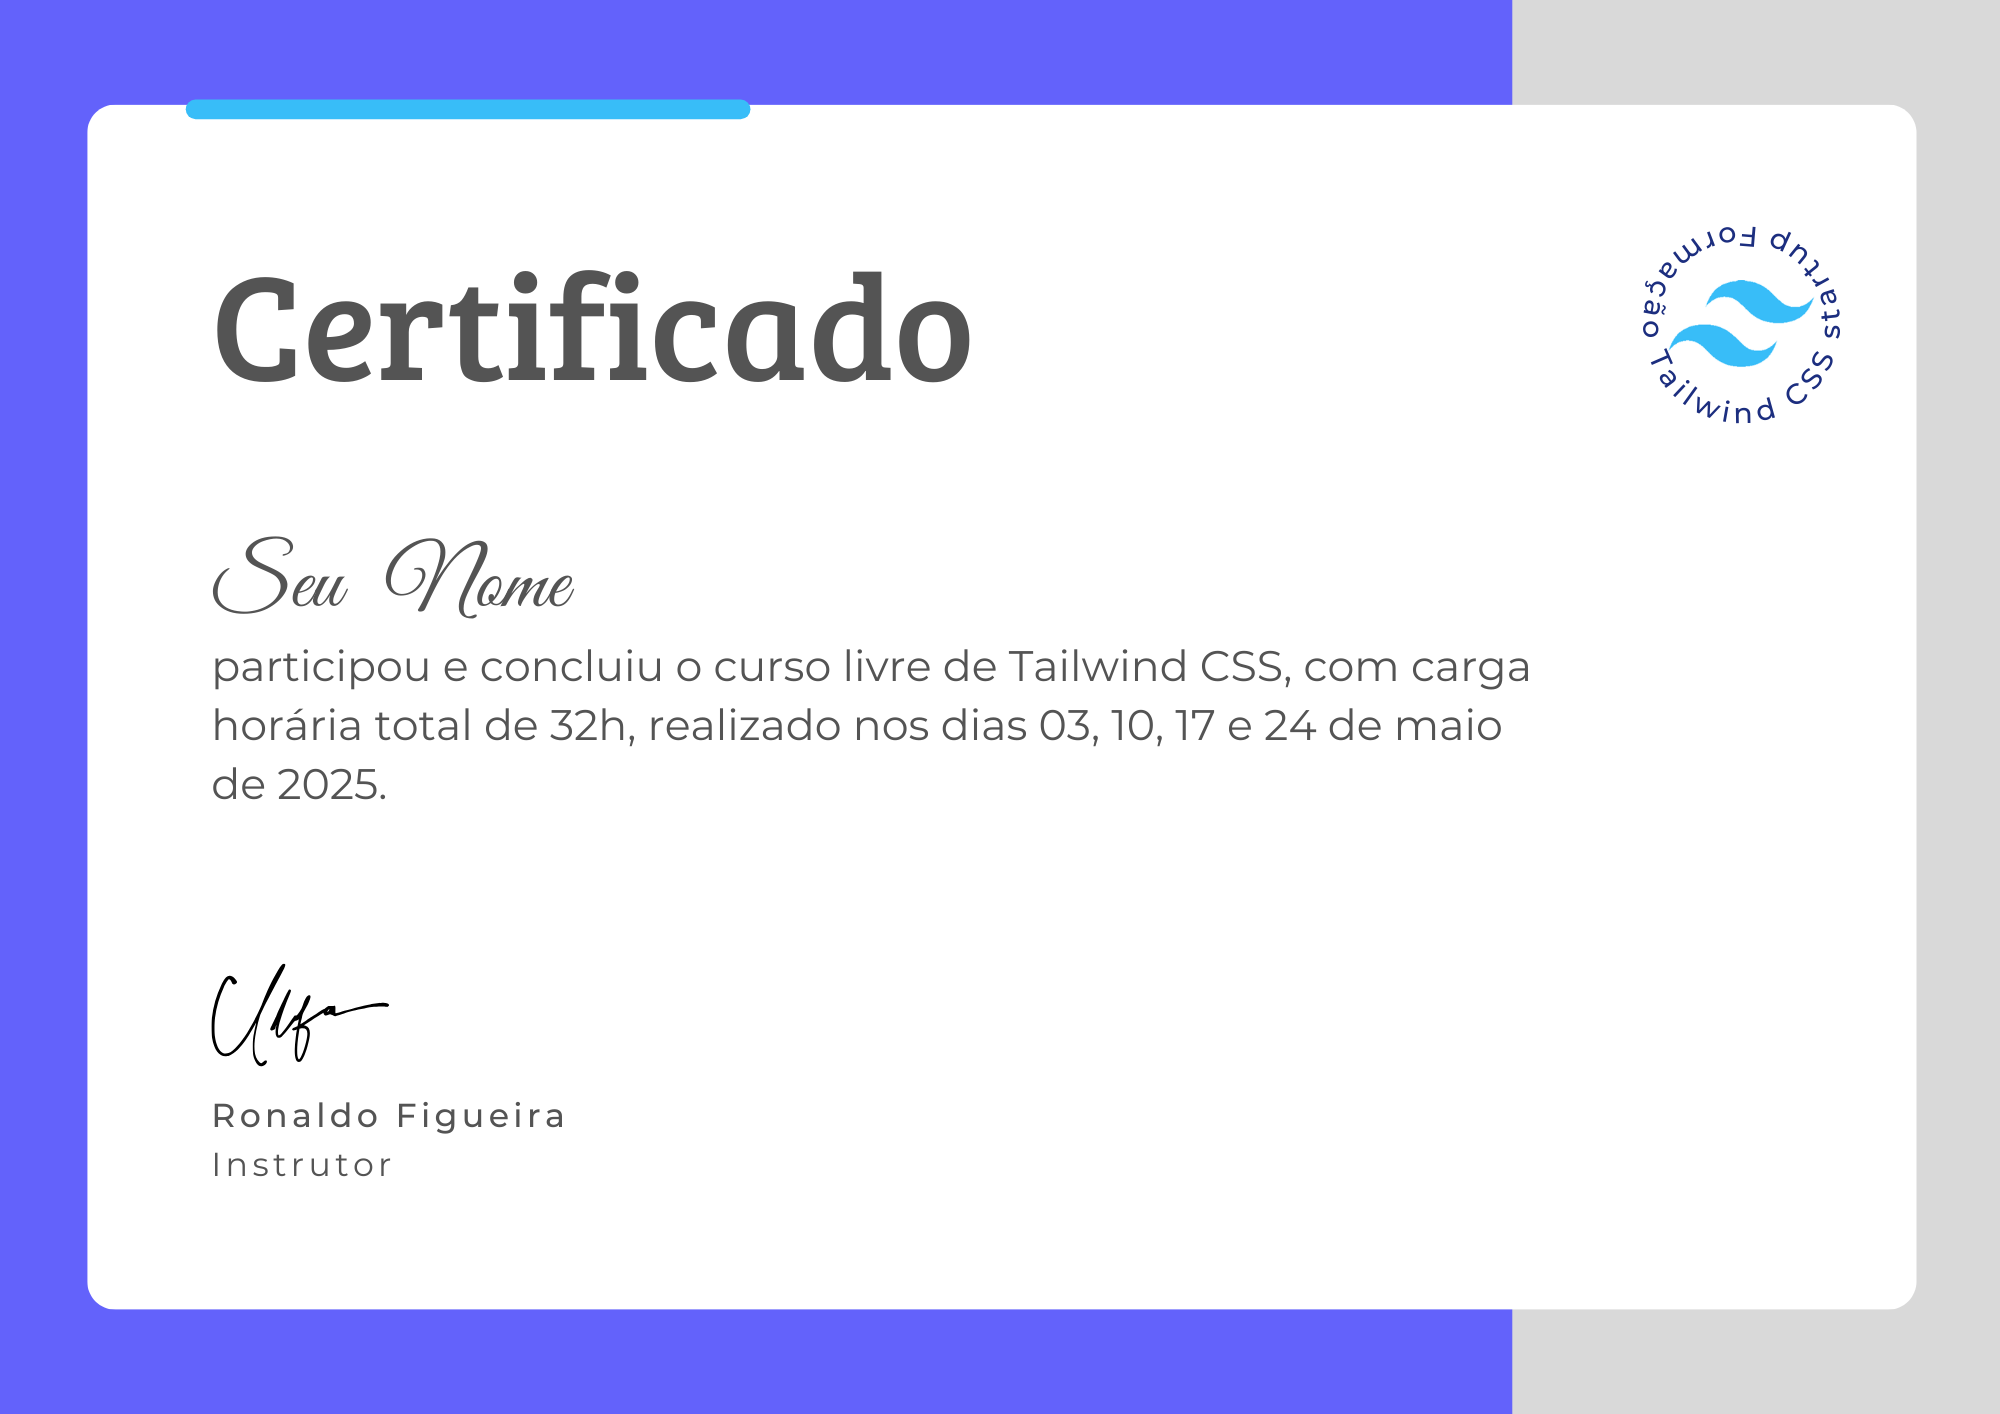 Certificado
Startup Formação Tailwind CSS
Seu Nome
participou e concluiu o curso livre de Tailwind CSS, com carga
horária total de 32h, realizado nos dias 03, 10, 17 e 24 de maio
de 2025.
Ronaldo Figueira
Instrutor